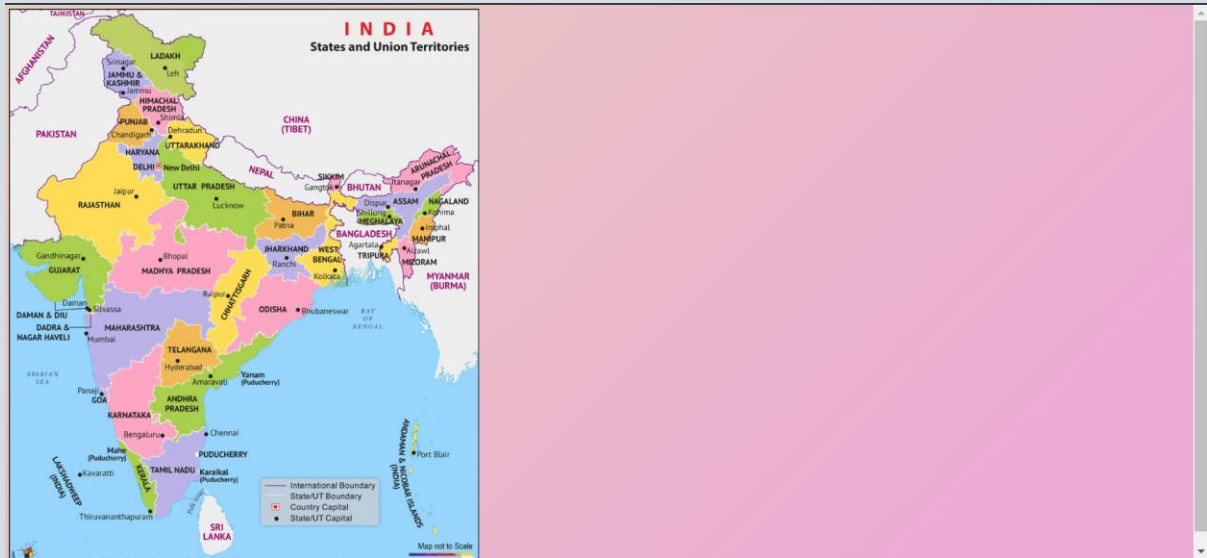 INDIA
States and Union Territories
TAJIKISTAN
AFGHANISTAN
PAKISTAN
CHINA
(TIBET)
LADAKH
Srinagar
Leh
JAMMU &
KASHMIR
Jammu
HIMACHAL
PRADESH
Shimla
PUNJAB
Chandigarh
Dehradun
UTTARAKHAND
HARYANA
DELHI
New Delhi
NEPAL
SIKKIM
Gangtok
BHUTAN
ARUNACHAL
PRADESH
Itanagar
Jaipur
RAJASTHAN
UTTAR PRADESH
Lucknow
BIHAR
Patna
Dispur
ASSAM
NAGALAND
Shillong
Kohima
MEGHALAYA
Imphal
BANGLADESH
MANIPUR
Agartala
Aizawl
TRIPURA
MIZORAM
MYANMAR
(BURMA)
Gandhinagar
GUJARAT
Bhopal
MADHYA PRADESH
JHARKHAND
Ranchi
WEST
BENGAL
Kolkata
Raipur
CHHATTISGARH
ODISHA
Bhubaneswar
BAY
OF
BENGAL
Daman
Silvassa
DAMAN & DIU
DADRA &
NAGAR HAVELI
MAHARASHTRA
Mumbai
TELANGANA
Hyderabad
Amaravati
Yanam
(Puducherry)
ARABIAN
SEA
Panaji
GOA
KARNATAKA
ANDHRA
PRADESH
Bengaluru
Chennai
Mahe
(Puducherry)
PUDUCHERRY
LAKSHADWEEP
(INDIA)
Kavaratti
KERALA
TAMIL NADU
Karaikal
(Puducherry)
Thiruvananthapuram
SRI
LANKA
ANDAMAN & NICOBAR ISLANDS
(INDIA)
Port Blair
International Boundary
State/UT Boundary
Country Capital
State/UT Capital
Map not to Scale